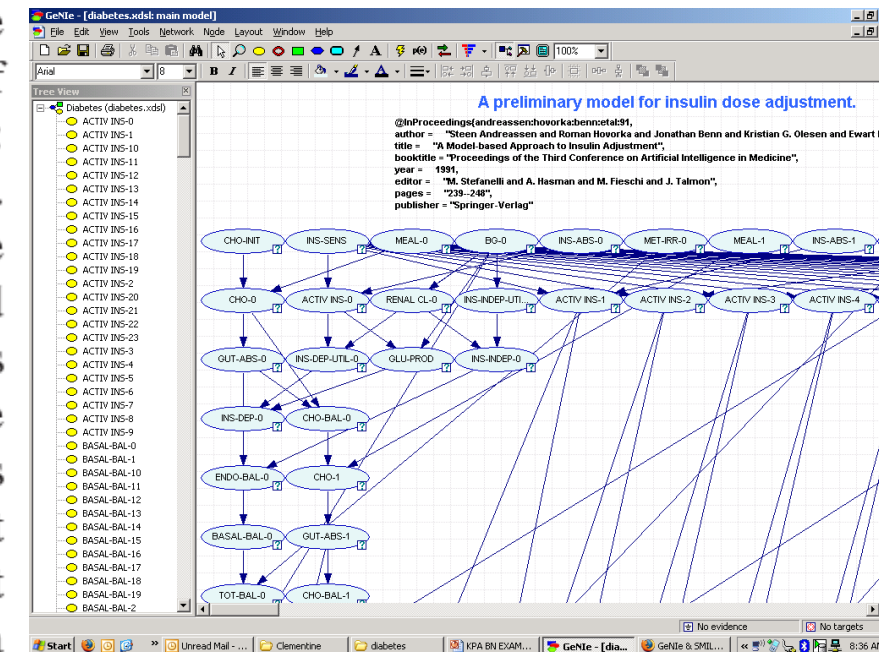 GeNIe - [diabetes.xdsl: main model]
File Edit View Tools Network Node Layout Window Help
100%
Arial 8 B I
Tree View
Diabetes (diabetes.xdsl)
ACTIV INS-0
ACTIV INS-1
ACTIV INS-10
ACTIV INS-11
ACTIV INS-12
ACTIV INS-13
ACTIV INS-14
ACTIV INS-15
ACTIV INS-16
ACTIV INS-17
ACTIV INS-18
ACTIV INS-19
ACTIV INS-2
ACTIV INS-20
ACTIV INS-21
ACTIV INS-22
ACTIV INS-23
ACTIV INS-3
ACTIV INS-4
ACTIV INS-5
ACTIV INS-6
ACTIV INS-7
ACTIV INS-8
ACTIV INS-9
BASAL-BAL-0
BASAL-BAL-1
BASAL-BAL-10
BASAL-BAL-11
BASAL-BAL-12
BASAL-BAL-13
BASAL-BAL-14
BASAL-BAL-15
BASAL-BAL-16
BASAL-BAL-17
BASAL-BAL-18
BASAL-BAL-19
BASAL-BAL-2
A preliminary model for insulin dose adjustment.
@InProceedings{andreassen:hovorka:benn:etal:91,
author = "Steen Andreassen and Roman Hovorka and Jonathan Benn and Kristian G. Olesen and Ewart
title = "A Model-based Approach to Insulin Adjustment",
booktitle = "Proceedings of the Third Conference on Artificial Intelligence in Medicine",
year = 1991,
editor = "M. Stefanelli and A. Hasman and M. Fieschi and J. Talmon",
pages = "239--248",
publisher = "Springer-Verlag"
CHO-INIT INS-SENS MEAL-0 BG-0 INS-ABS-0 MET-IRR-0 MEAL-1 INS-ABS-1
CHO-0 ACTIV INS-0 RENAL CL-0 INS-INDEP-UTI... ACTIV INS-1 ACTIV INS-2 ACTIV INS-3 ACTIV INS-4
GUT-ABS-0 INS-DEP-UTIL-0 GLU-PROD INS-INDEP-0
INS-DEP-0 CHO-BAL-0
ENDO-BAL-0 CHO-1
BASAL-BAL-0 GUT-ABS-1
TOT-BAL-0 CHO-BAL-1
No evidence No targets
Start » Unread Mail - ... Clementine diabetes KPA BN EXAM... GeNIe - [dia... GeNIe & SMIL... « 8:36 AM